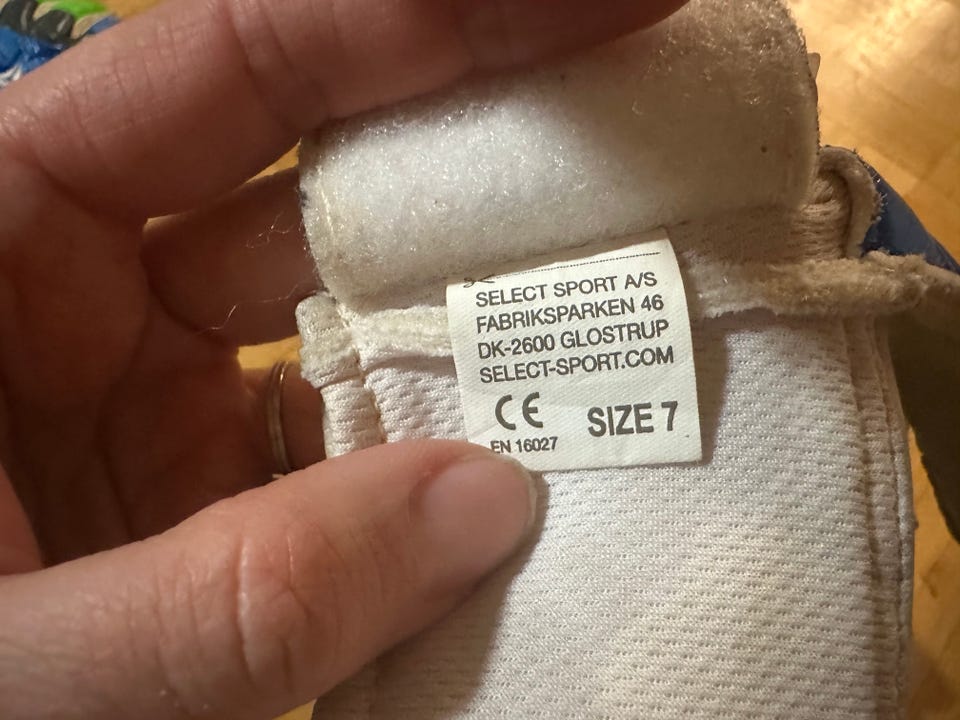 SELECT SPORT A/S
FABRIKSPARKEN 46
DK-2600 GLOSTRUP
SELECT-SPORT.COM
CE SIZE 7
EN 16027